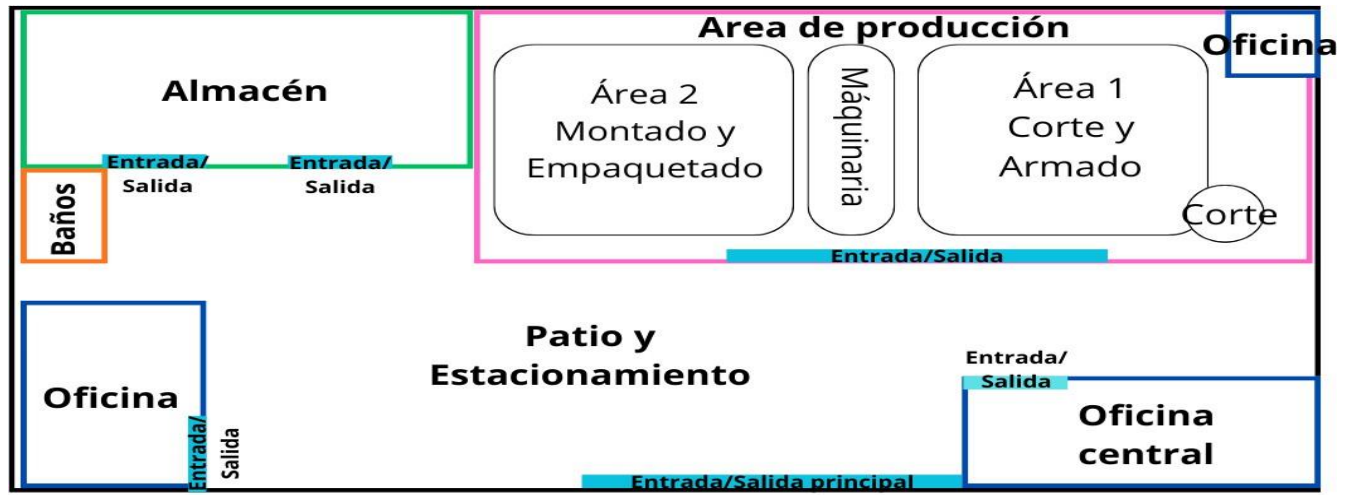 Area de producción
Oficina
Almacén
Área 2
Montado y
Empaquetado
Máquinaria
Área 1
Corte y
Armado
Entrada/
Salida
Entrada/
Salida
Baños
Corte
Entrada/Salida
Patio y
Estacionamiento
Oficina
Entrada/
Salida
Entrada/
Salida
Oficina
central
Entrada/Salida principal